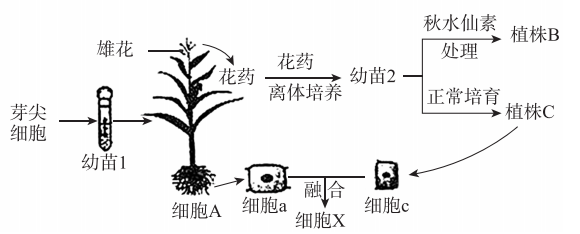 雄花
花药
芽尖
细胞
幼苗1
花药
离体培养
幼苗2
秋水仙素
处理
植株B
正常培育
植株C
细胞A
细胞a
融合
细胞X
细胞c